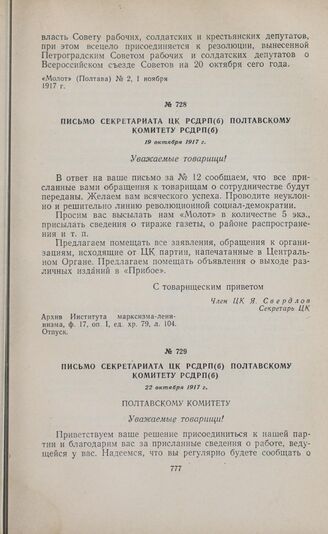 власть Совету рабочих, солдатских и крестьянских депутатов,
при этом всецело присоединяется к резолюции, вынесенной
Петроградским Советом рабочих и солдатских депутатов о
Всероссийском съезде Советов на 20 октября сего года.
«Молот» (Полтава) № 2, 1 ноября
1917 г.
№ 728
ПИСЬМО СЕКРЕТАРИАТА ЦК РСДРП(б) ПОЛТАВСКОМУ
КОМИТЕТУ РСДРП(б)
19 октября 1917 г.
Уважаемые товарищи!
В ответ на ваше письмо за № 12 сообщаем, что все при-
сланные вами обращения к товарищам о сотрудничестве будут
переданы. Желаем вам всяческого успеха. Проводите неуклон-
но и решительно линию революционной социал-демократии.
Просим вас высылать нам «Молот» в количестве 5 экз.,
присылать сведения о тираже газеты, о районе распростране-
ния и т. п.
Предлагаем помещать все заявления, обращения к органи-
зациям, исходящие от ЦК партии, напечатанные в Централь-
ном Органе. Предлагаем помещать объявления о выходе раз-
личных изданий в «Прибое».
С товарищеским приветом
Член ЦК Я. Свердлов
Секретарь ЦК
Архив Института марксизма-лени-
низма, ф. 17, оп 1, ед. хр. 79, л. 104.
Отпуск.
№ 729
ПИСЬМО СЕКРЕТАРИАТА ЦК РСДРП(б) ПОЛТАВСКОМУ
КОМИТЕТУ РСДРП(б)
22 октября 1917 г.
ПОЛТАВСКОМУ КОМИТЕТУ
Уважаемые товарищи!
Приветствуем ваше решение присоединиться к нашей пар-
тии и благодарим вас за присланные сведения о работе, веду-
щейся у вас. Надеемся, что вы регулярно будете сообщать о
777